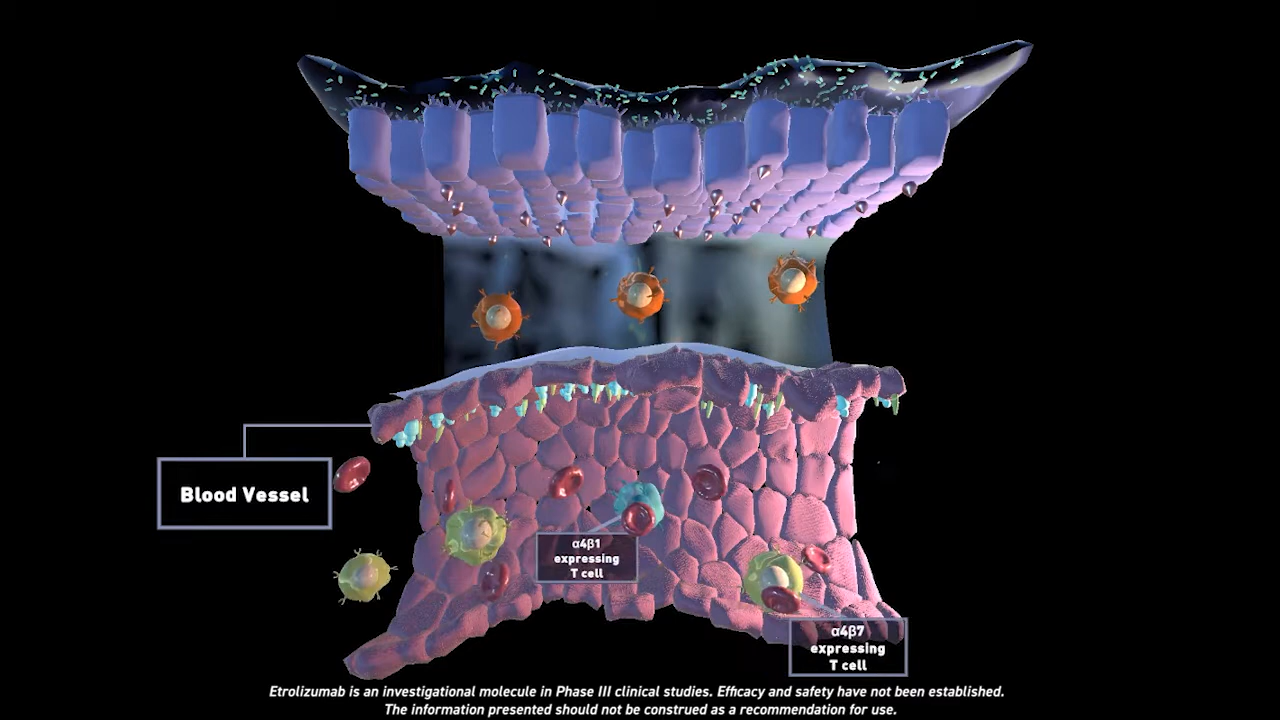 Blood Vessel
α4β1
expressing
T cell
α4β7
expressing
T cell
Etrolizumab is an investigational molecule in Phase III clinical studies. Efficacy and safety have not been established.
The information presented should not be construed as a recommendation for use.